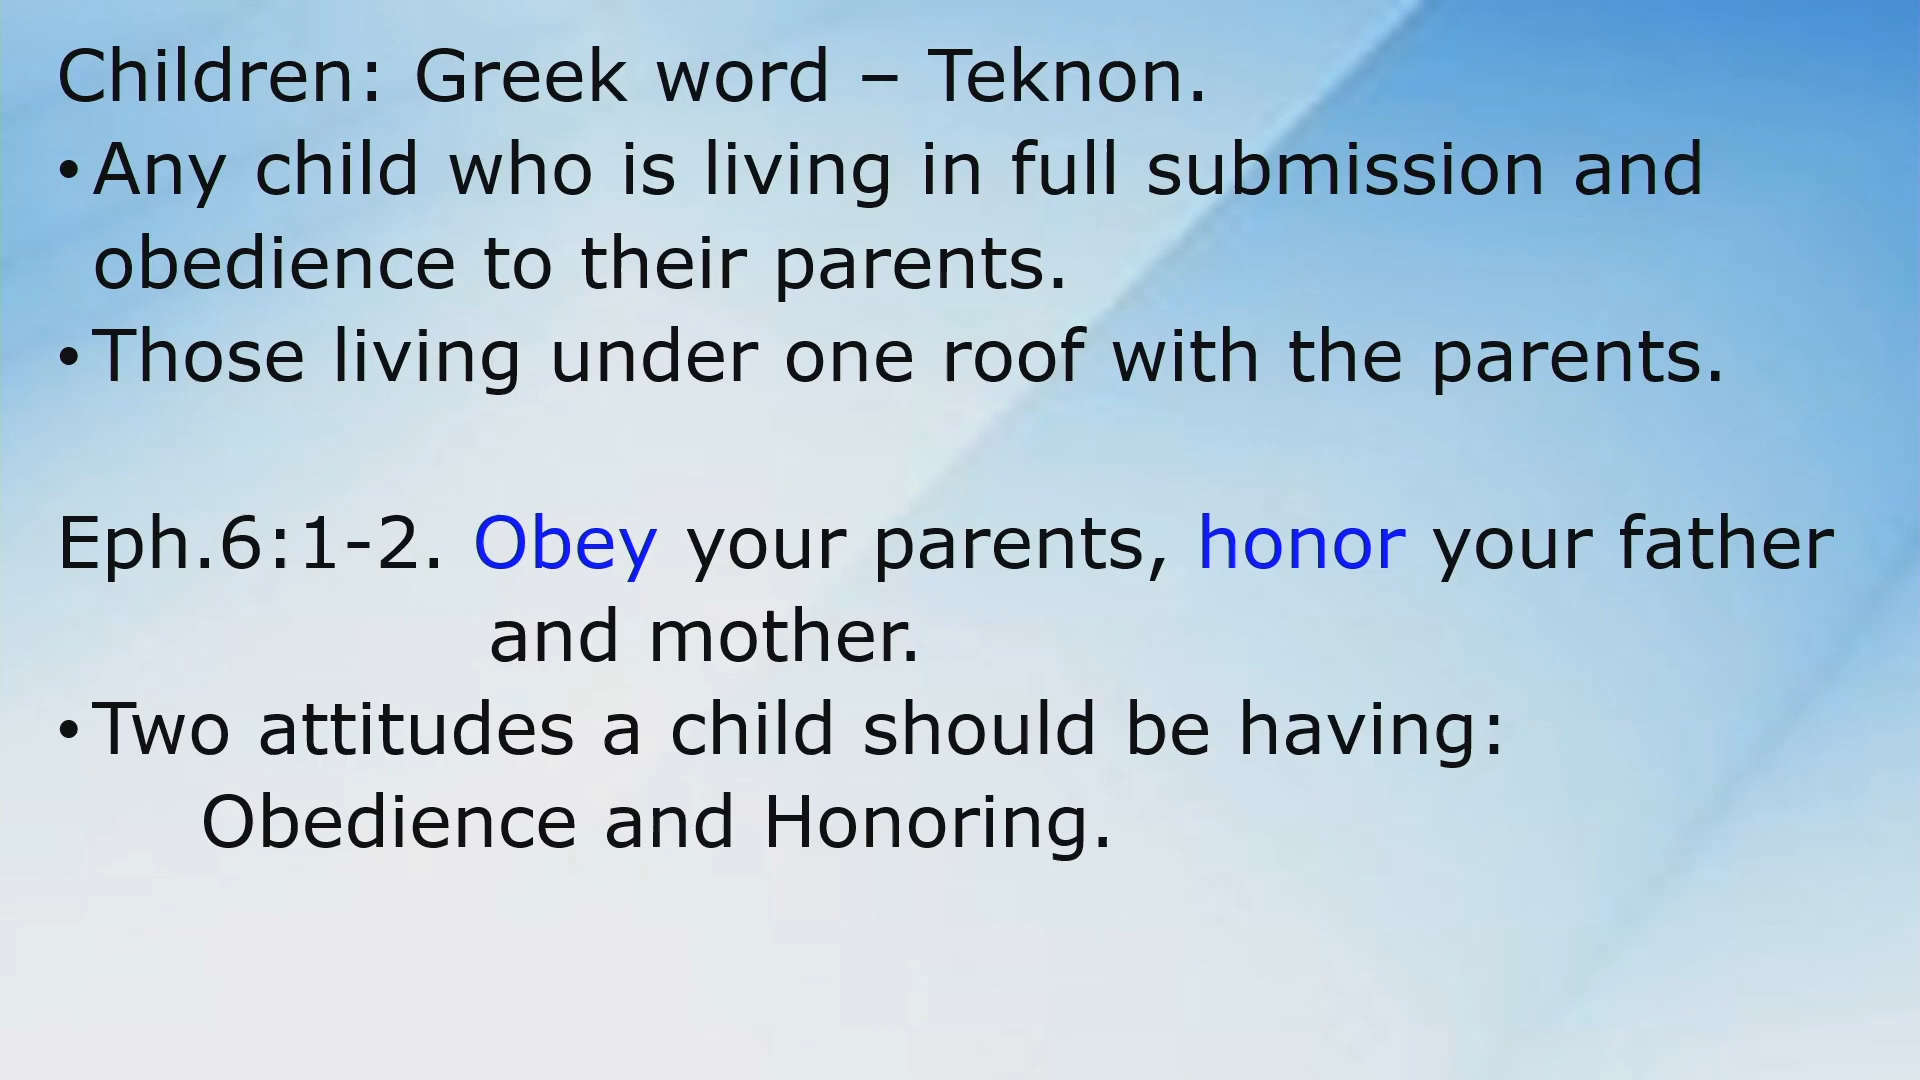 Children: Greek word – Teknon.
• Any child who is living in full submission and
obedience to their parents.
• Those living under one roof with the parents.
Eph.6:1-2. Obey your parents, honor your father
and mother.
• Two attitudes a child should be having:
Obedience and Honoring.